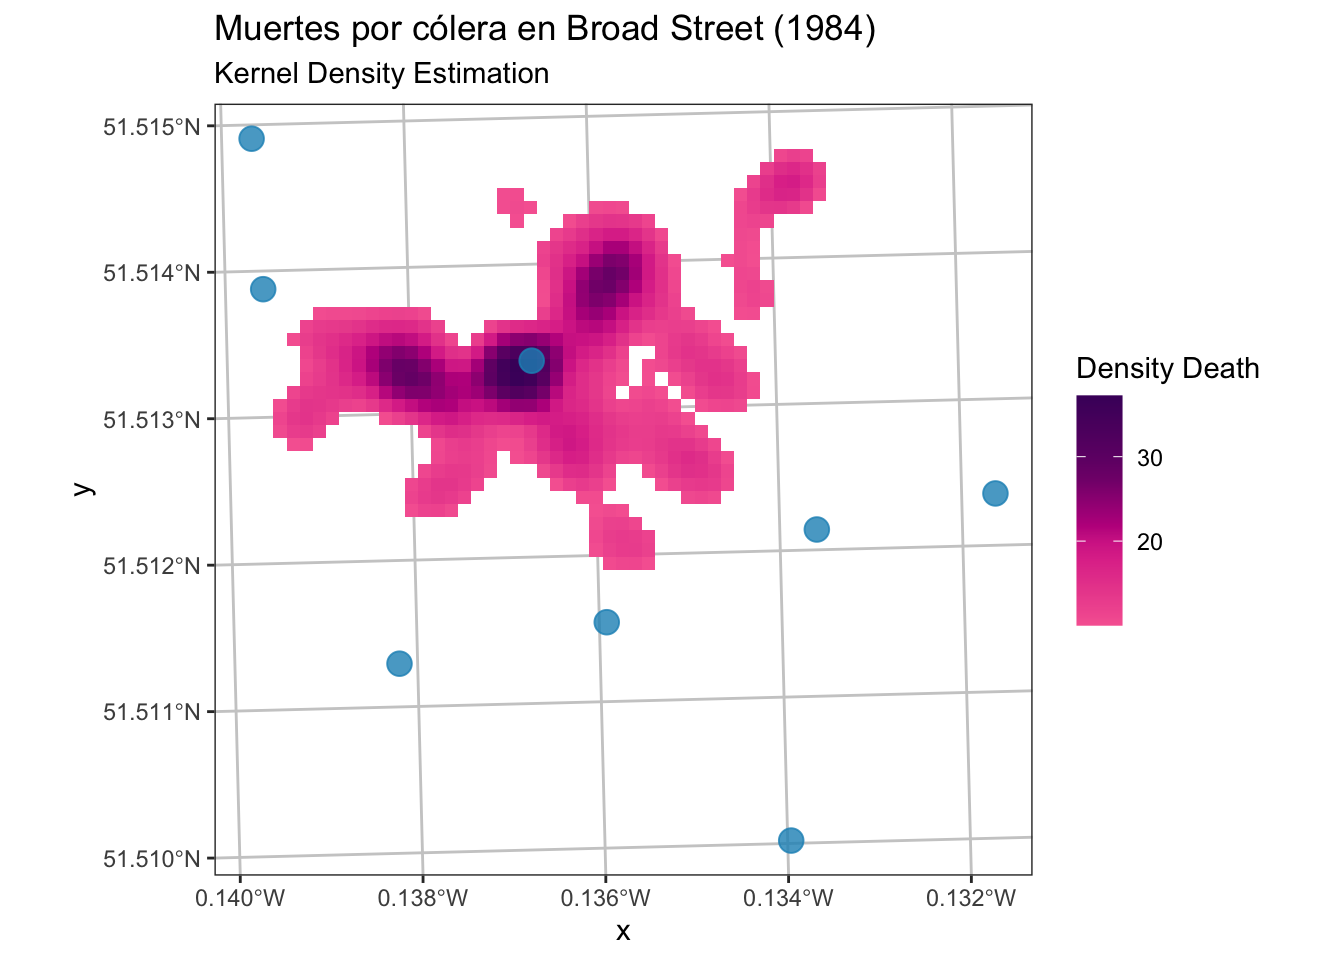 Muertes por cólera en Broad Street (1984)
Kernel Density Estimation
51.515°N
51.514°N
51.513°N
51.512°N
51.511°N
51.510°N
y
0.140°W 0.138°W 0.136°W 0.134°W 0.132°W
x
Density Death
30
20